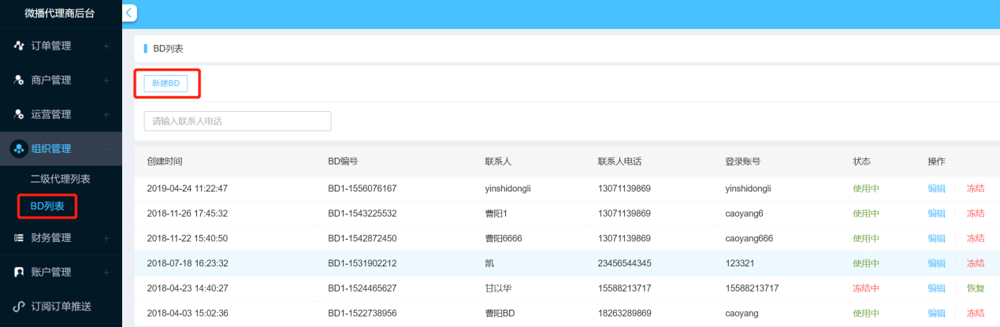 微播代理商后台
订单管理
商户管理
运营管理
组织管理
二级代理列表
BD列表
财务管理
账户管理
订阅订单推送
BD列表
新建BD
请输入联系人电话
创建时间 BD编号 联系人 联系人电话 登录账号 状态 操作
2019-04-24 11:22:47 BD1-1556076167 yinshidongli 13071139869 yinshidongli 使用中 编辑 冻结
2018-11-26 17:45:32 BD1-1543225532 曹阳1 13071139869 caoyang6 使用中 编辑 冻结
2018-11-22 15:40:50 BD1-1542872450 曹阳6666 13071139869 caoyang666 使用中 编辑 冻结
2018-07-18 16:23:32 BD1-1531902212 凯 23456544345 123321 使用中 编辑 冻结
2018-04-23 14:40:27 BD1-1524465627 甘以华 15588213717 15588213717 冻结中 编辑 恢复
2018-04-03 15:02:36 BD1-1522738956 曹阳BD 18263289869 caoyang 使用中 编辑 冻结